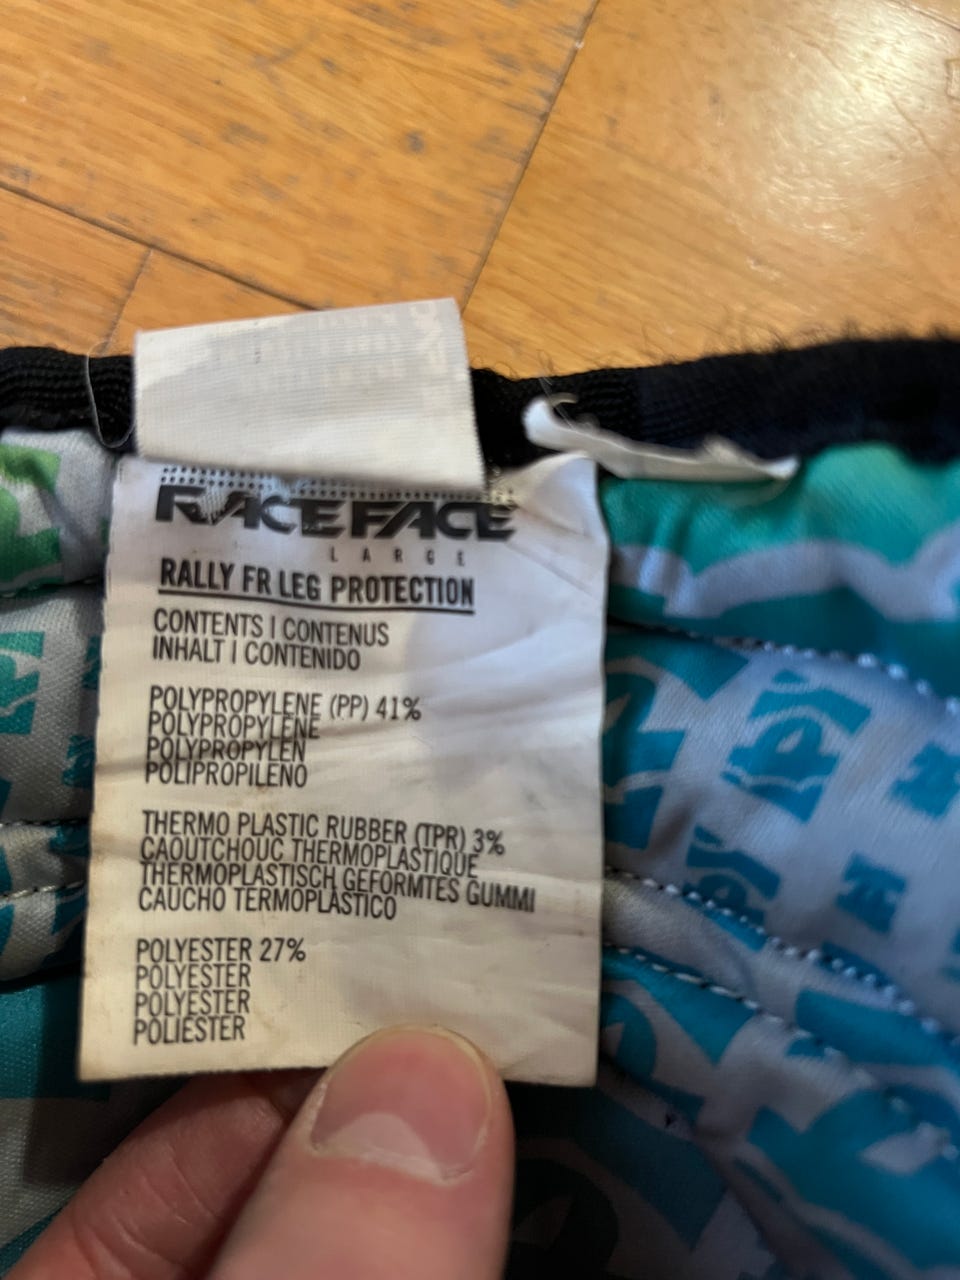 RACEFACE
LARGE
RALLY FR LEG PROTECTION
CONTENTS | CONTENUS
INHALT | CONTENIDO
POLYPROPYLENE (PP) 41%
POLYPROPYLENE
POLYPROPYLEN
POLIPROPILENO
THERMO PLASTIC RUBBER (TPR) 3%
CAOUTCHOUC THERMOPLASTIQUE
THERMOPLASTISCH GEFORMTES GUMMI
CAUCHO TERMOPLASTICO
POLYESTER 27%
POLYESTER
POLYESTER
POLIESTER